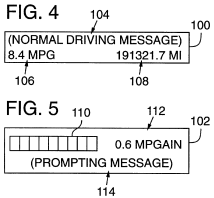 FIG. 4
104
100
(NORMAL DRIVING MESSAGE)
8.4 MPG 191321.7 MI
106 108
FIG. 5
110 112
102
0.6 MPGAIN
(PROMPTING MESSAGE)
114